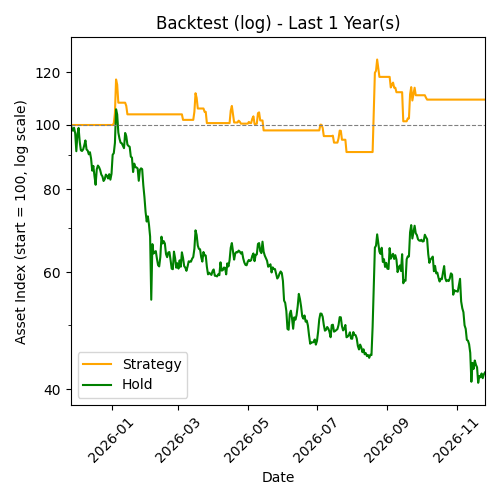 Backtest (log) - Last 1 Year(s)
Asset Index (start = 100, log scale)
120
100
80
60
40
Strategy
Hold
2026-01
2026-03
2026-05
2026-07
2026-09
2026-11
Date